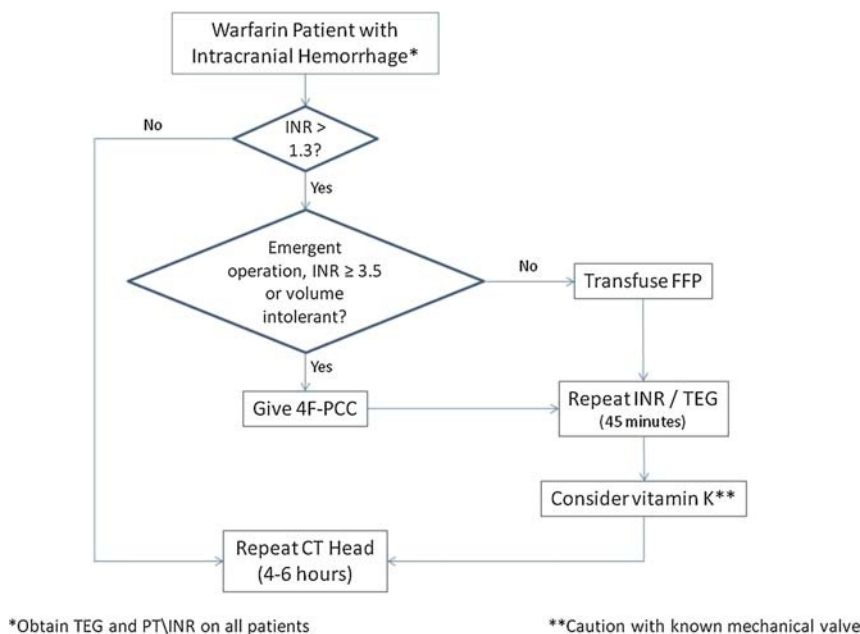 Warfarin Patient with
Intracranial Hemorrhage*
No
INR >
1.3?
Yes
Emergent
operation, INR ≥ 3.5
or volume
intolerant?
No
Transfuse FFP
Yes
Give 4F-PCC
Repeat INR / TEG
(45 minutes)
Consider vitamin K**
Repeat CT Head
(4-6 hours)
*Obtain TEG and PT\INR on all patients
**Caution with known mechanical valve